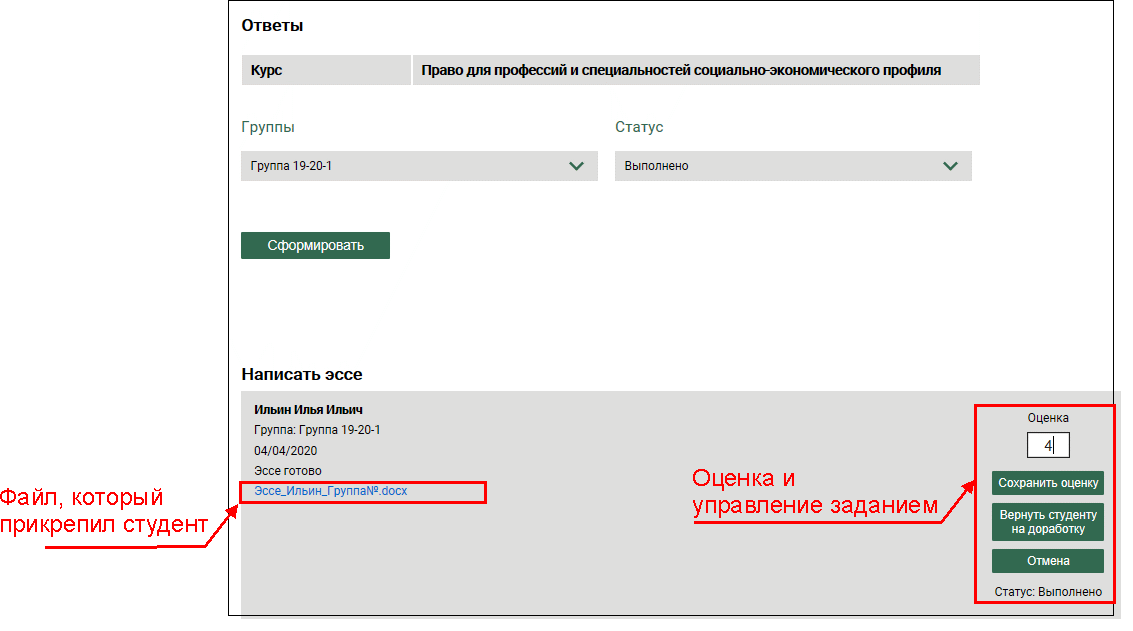 Ответы
Курс
Право для профессий и специальностей социально-экономического профиля
Группы
Статус
Группа 19-20-1
Выполнено
Сформировать
Написать эссе
Ильин Илья Ильич
Группа: Группа 19-20-1
04/04/2020
Эссе готово
Эссе_Ильин_Группа№.docx
Файл, который
прикрепил студент
Оценка и
управление заданием
Оценка
4
Сохранить оценку
Вернуть студенту
на доработку
Отмена
Статус: Выполнено